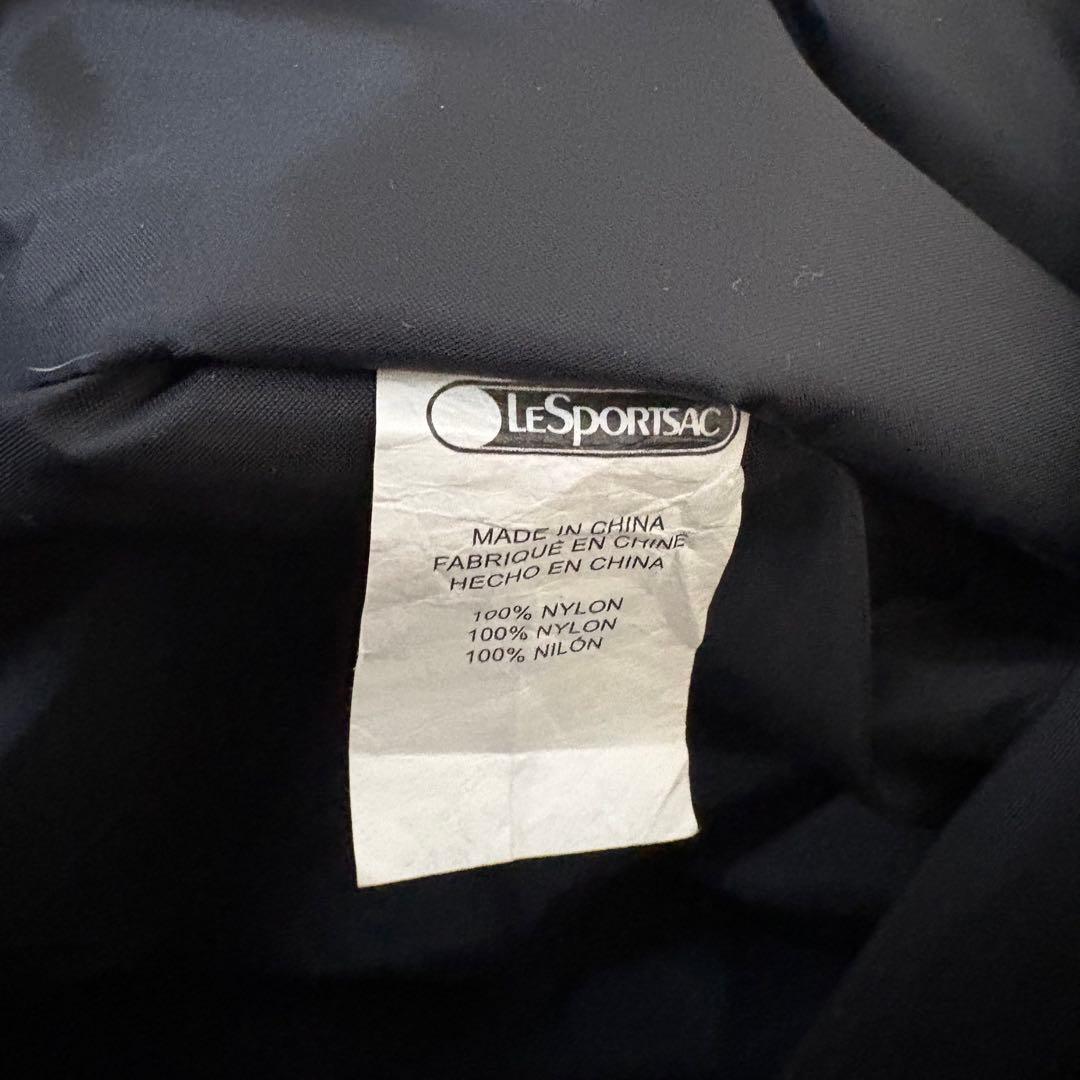 LESPORTSAC
MADE IN CHINA
FABRIQUÉ EN CHINE
HECHO EN CHINA
100% NYLON
100% NYLON
100% NILÓN